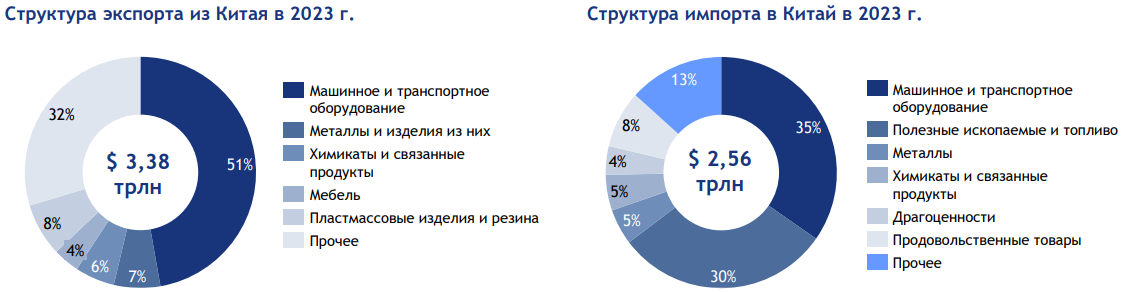 Структура экспорта из Китая в 2023 г.
32%
51%
8%
4%
6%
7%
$ 3,38
трлн
Машинное и транспортное
оборудование
Металлы и изделия из них
Химикаты и связанные
продукты
Мебель
Пластмассовые изделия и резина
Прочее
Структура импорта в Китай в 2023 г.
13%
8%
35%
4%
5%
5%
30%
$ 2,56
трлн
Машинное и транспортное
оборудование
Полезные ископаемые и топливо
Металлы
Химикаты и связанные
продукты
Драгоценности
Продовольственные товары
Прочее